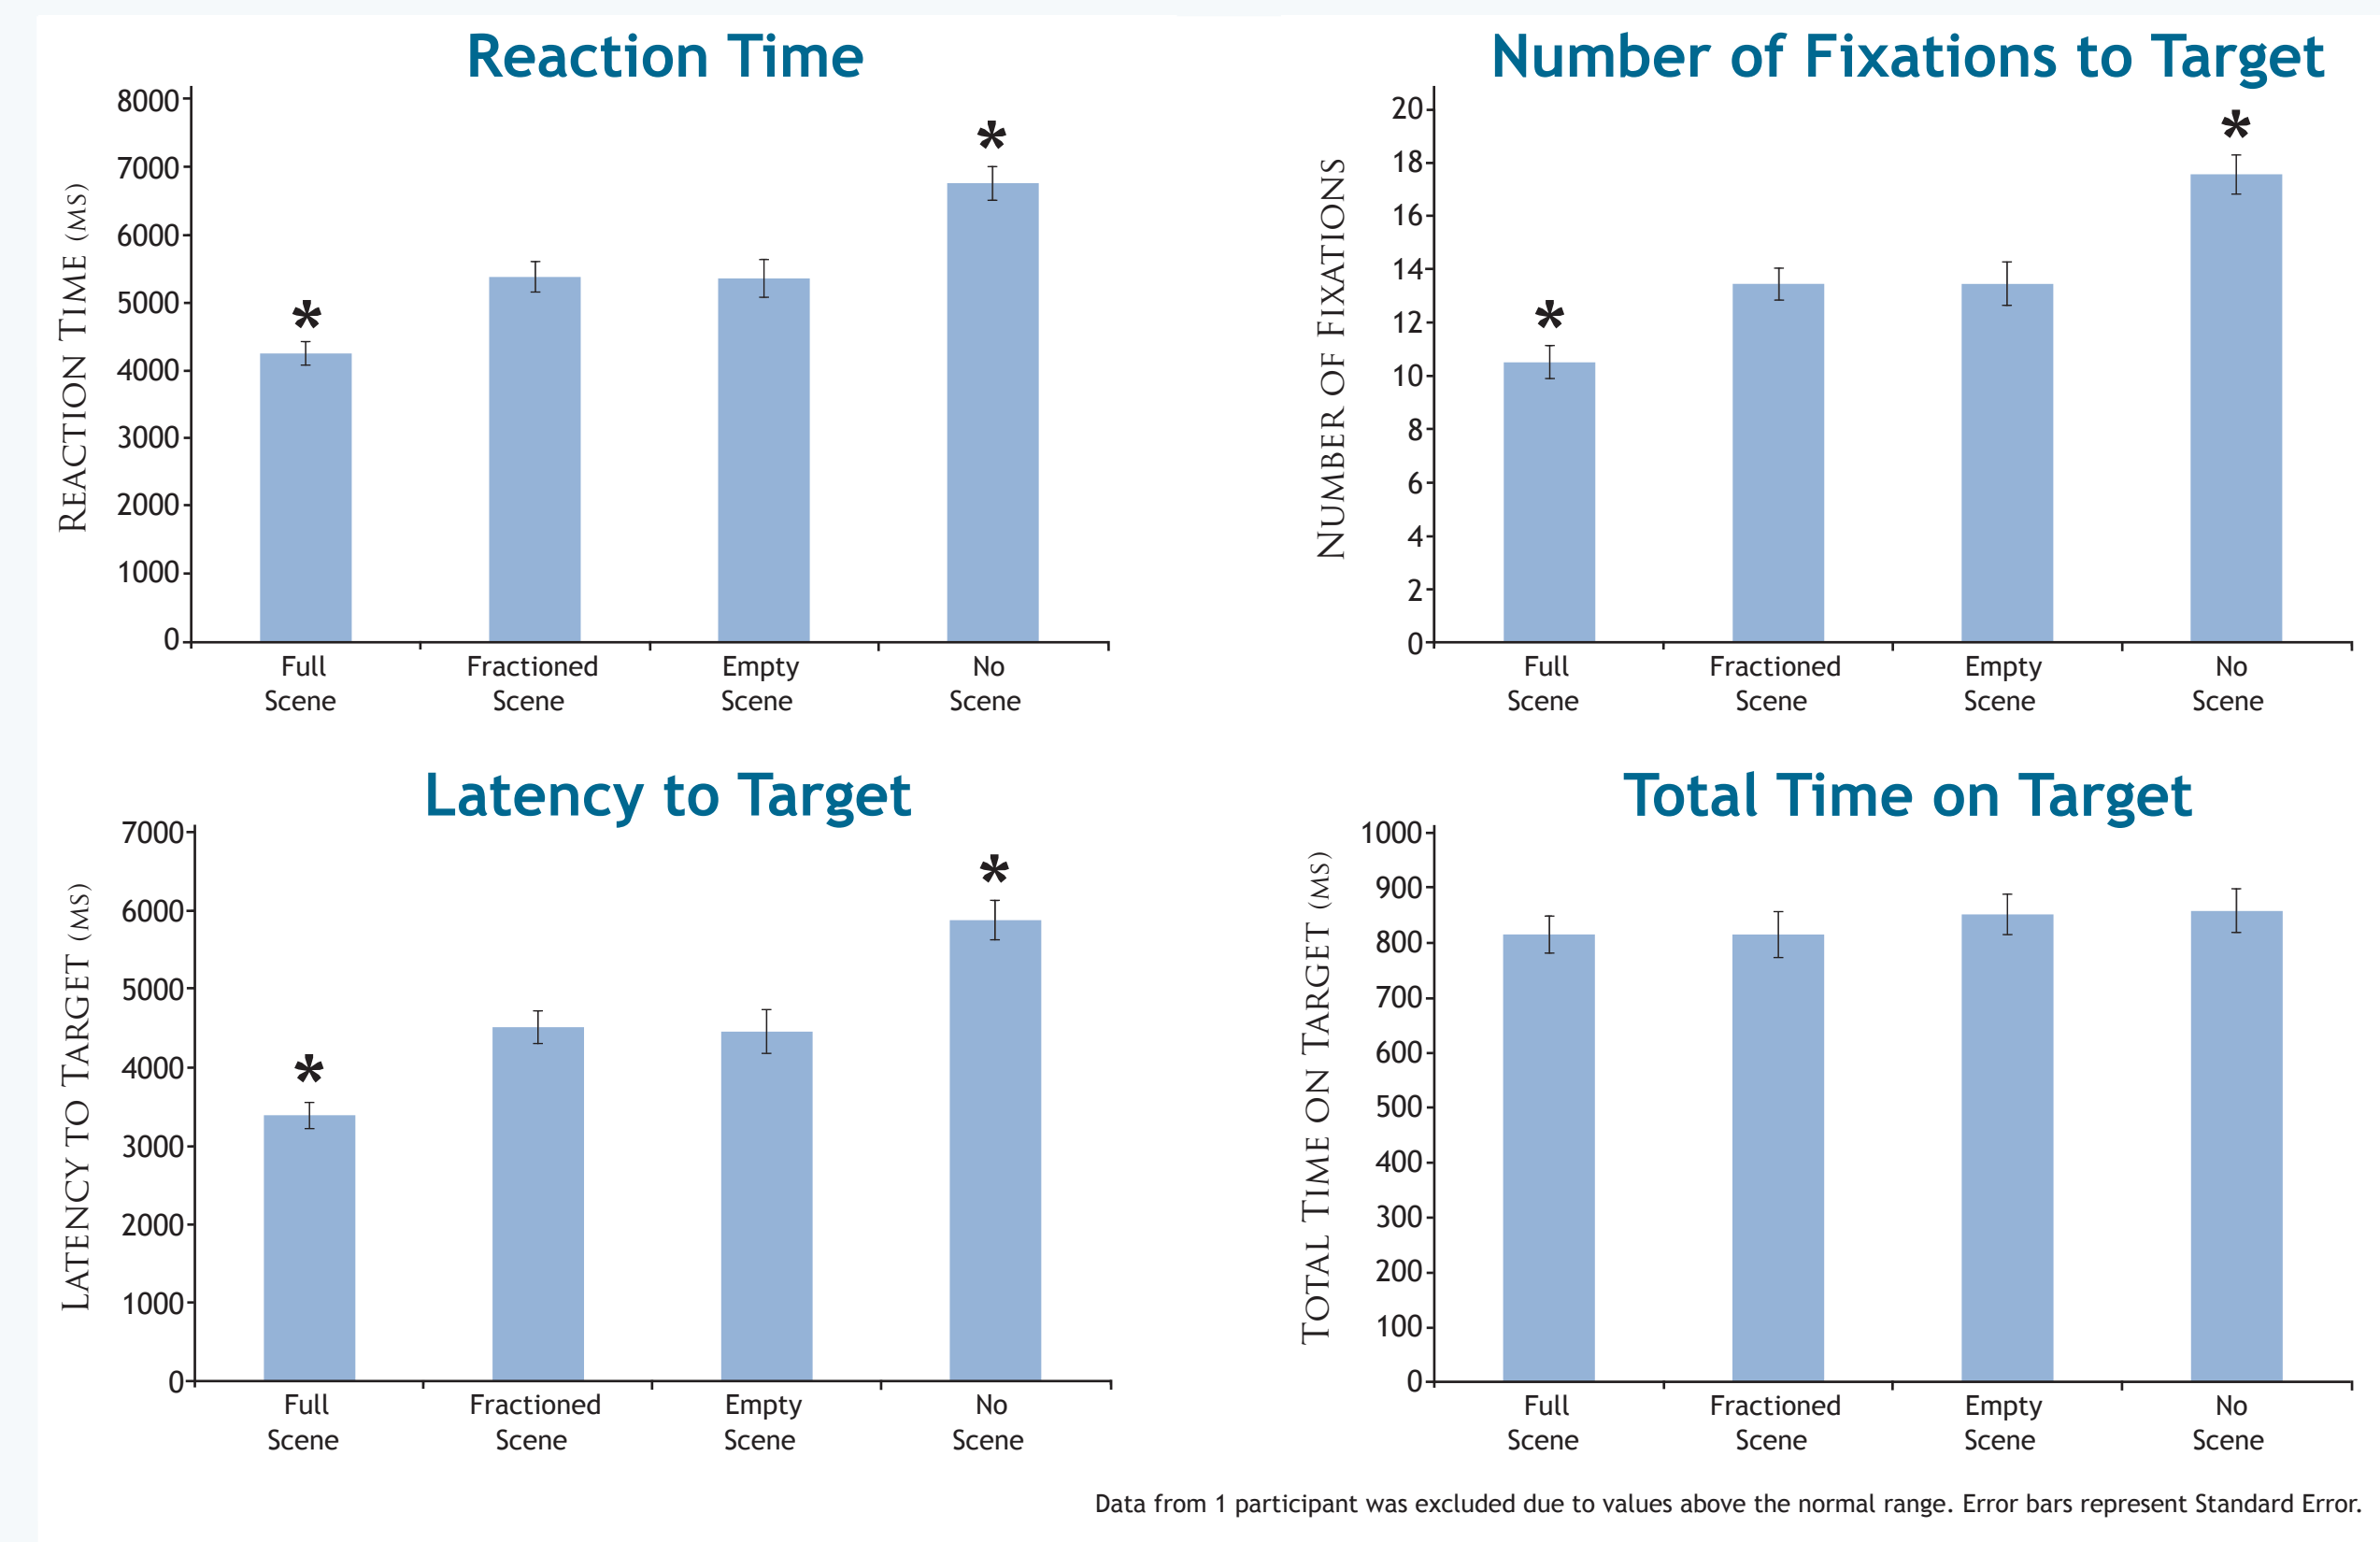 Reaction Time
REACTION TIME (MS)
8000
7000
6000
5000
4000
3000
2000
1000
0
*
*
Full
Scene
Fractioned
Scene
Empty
Scene
No
Scene
Number of Fixations to Target
NUMBER OF FIXATIONS
20
18
16
14
12
10
8
6
4
2
0
*
*
Full
Scene
Fractioned
Scene
Empty
Scene
No
Scene
Latency to Target
LATENCY TO TARGET (MS)
7000
6000
5000
4000
3000
2000
1000
0
*
*
Full
Scene
Fractioned
Scene
Empty
Scene
No
Scene
Total Time on Target
TOTAL TIME ON TARGET (MS)
1000
900
800
700
600
500
400
300
200
100
0
Full
Scene
Fractioned
Scene
Empty
Scene
No
Scene
Data from 1 participant was excluded due to values above the normal range. Error bars represent Standard Error.